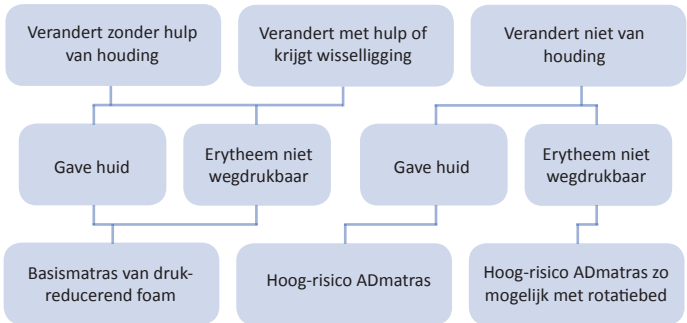 Verandert zonder hulp
van houding
Verandert met hulp of
krijgt wisselligging
Verandert niet van
houding
Gave huid
Erytheem niet
wegdrukbaar
Gave huid
Erytheem niet
wegdrukbaar
Basismatras van druk-
reducerend foam
Hoog-risico ADmatras
Hoog-risico ADmatras zo
mogelijk met rotatiebed